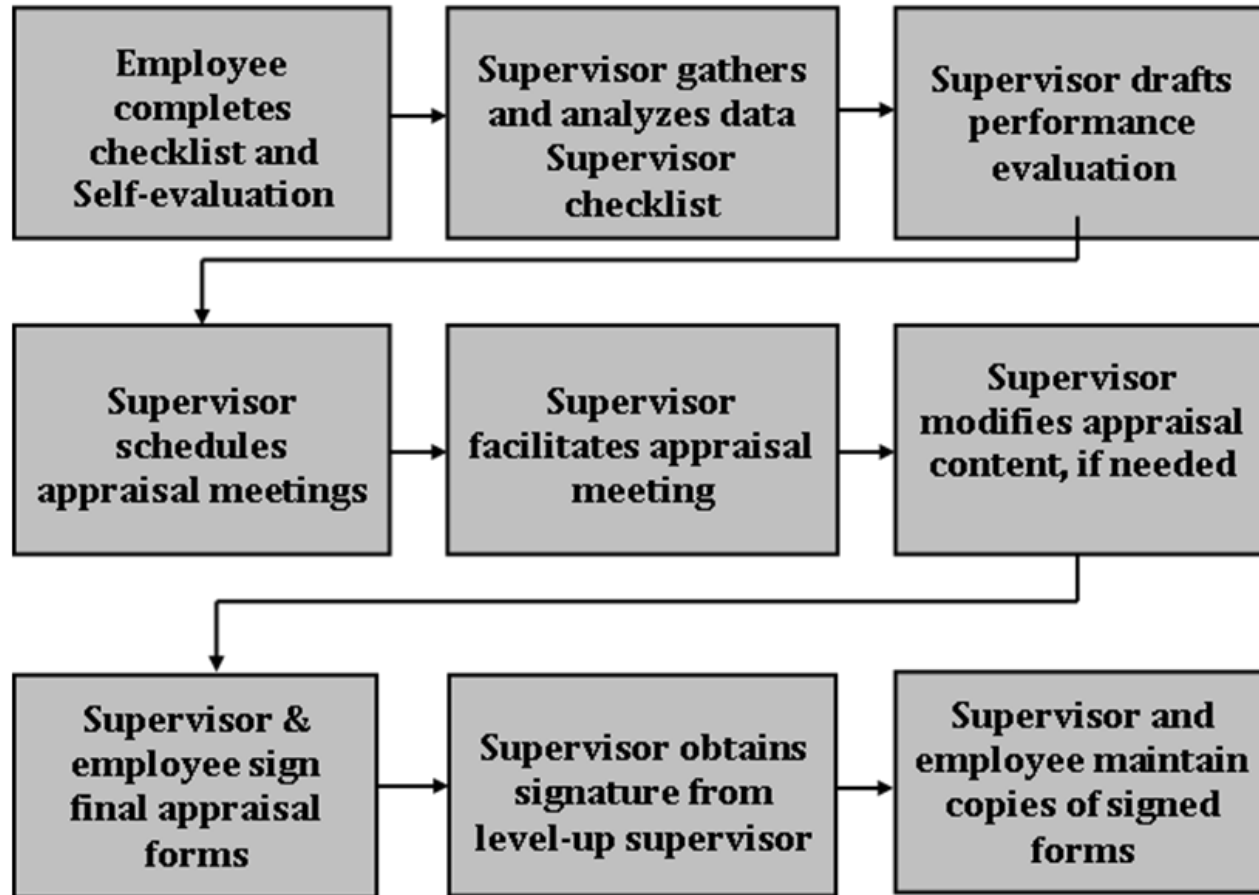 Employee
completes
checklist and
Self-evaluation
Supervisor gathers
and analyzes data
Supervisor
checklist
Supervisor drafts
performance
evaluation
Supervisor
schedules
appraisal meetings
Supervisor
facilitates appraisal
meeting
Supervisor
modifies appraisal
content, if needed
Supervisor &
employee sign
final appraisal
forms
Supervisor obtains
signature from
level-up supervisor
Supervisor and
employee maintain
copies of signed
forms